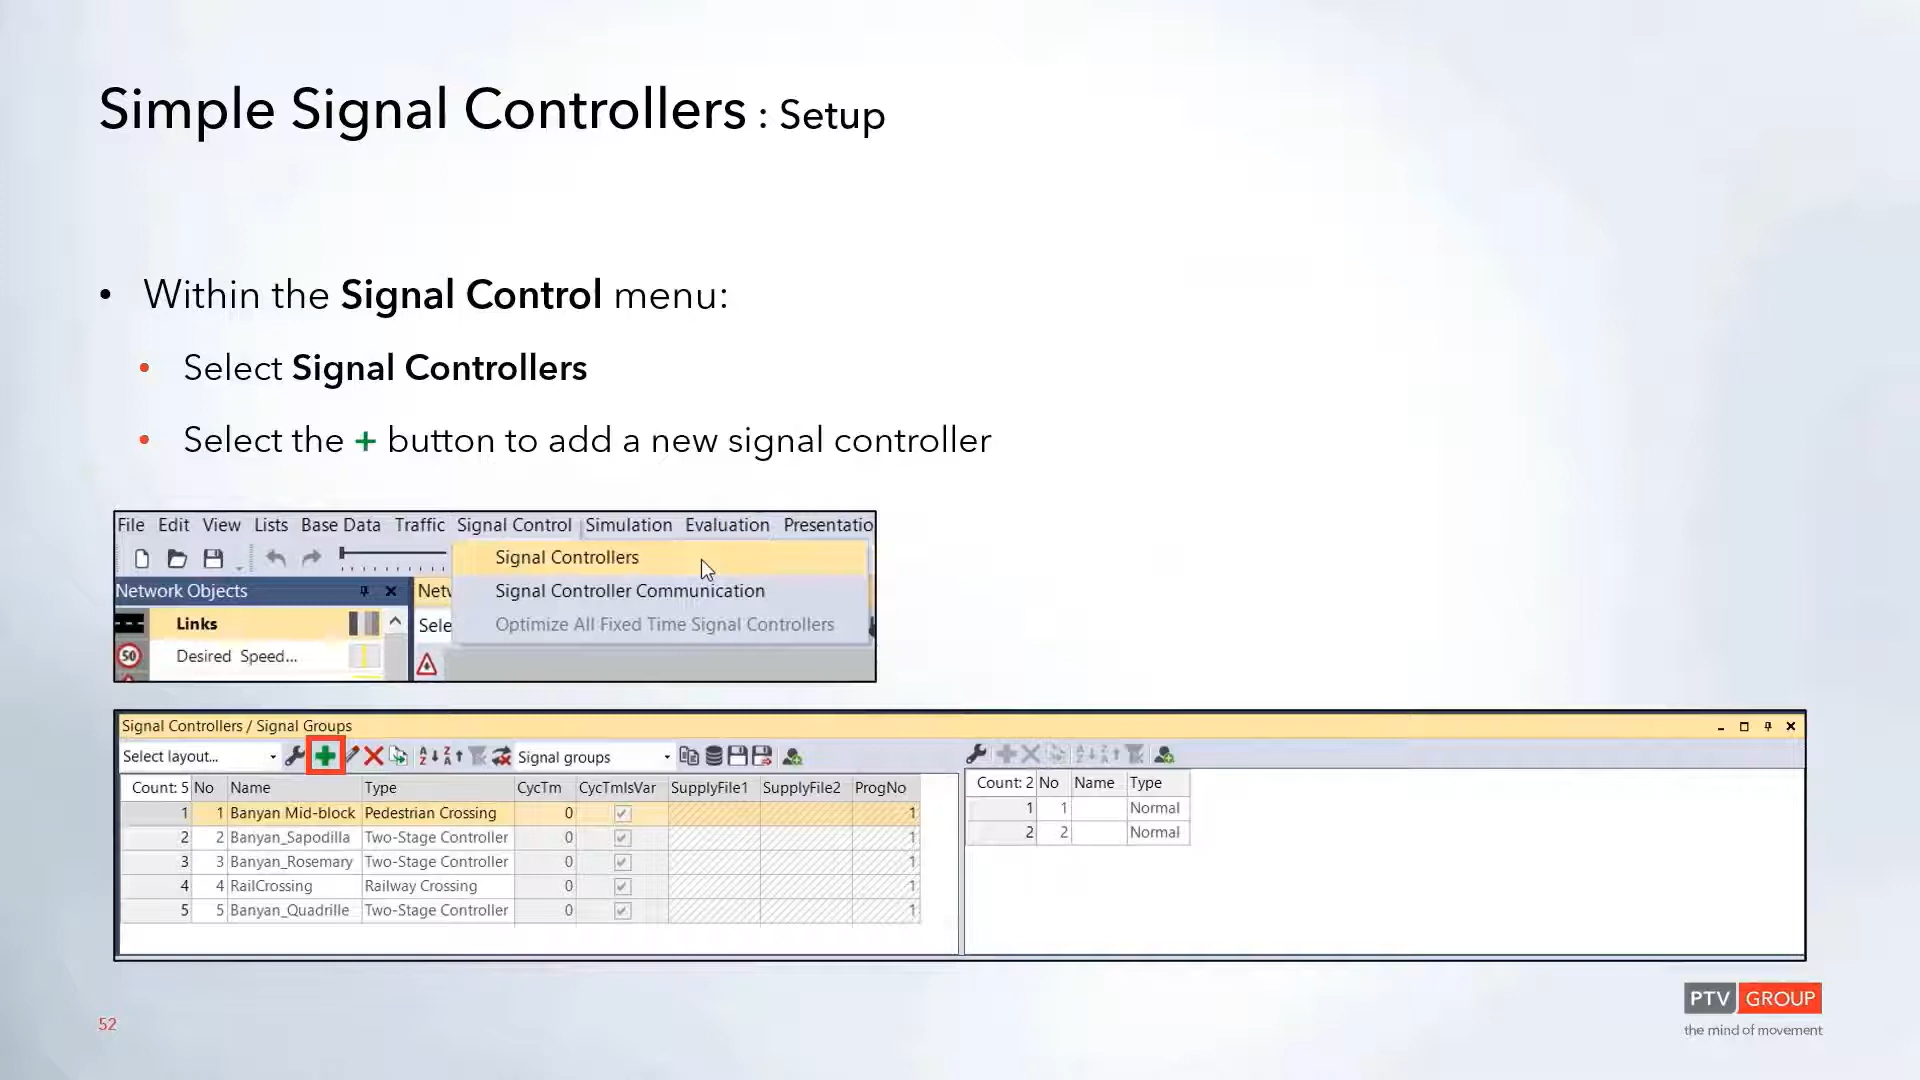 Simple Signal Controllers : Setup
• Within the Signal Control menu:
• Select Signal Controllers
• Select the + button to add a new signal controller
File Edit View Lists Base Data Traffic Signal Control Simulation Evaluation Presentatio
Signal Controllers
Network Objects Netw Signal Controller Communication
Links Sele Optimize All Fixed Time Signal Controllers
50 Desired Speed...
Signal Controllers / Signal Groups
Select layout... Signal groups
Count: 5 No Name Type CycTm CycTmIsVar SupplyFile1 SupplyFile2 ProgNo
1 1 Banyan Mid-block Pedestrian Crossing 0 1
2 2 Banyan_Sapodilla Two-Stage Controller 0 1
3 3 Banyan_Rosemary Two-Stage Controller 0 1
4 4 RailCrossing Railway Crossing 0 1
5 5 Banyan_Quadrille Two-Stage Controller 0 1
Count: 2 No Name Type
1 1 Normal
2 2 Normal
52
PTV GROUP
the mind of movement